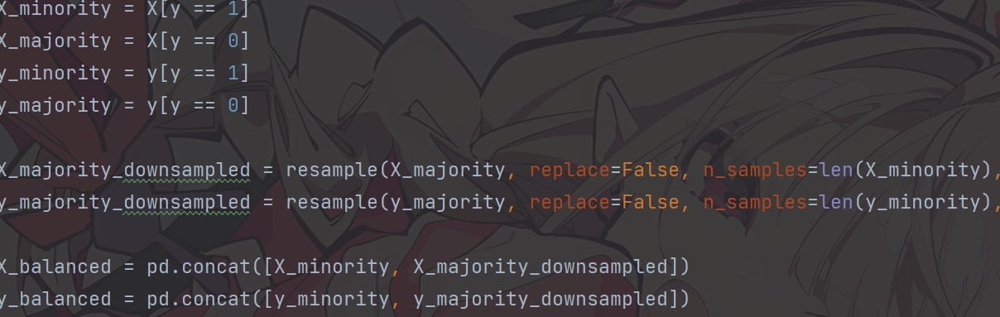 X_minority = X[y == 1]
X_majority = X[y == 0]
y_minority = y[y == 1]
y_majority = y[y == 0]
X_majority_downsampled = resample(X_majority, replace=False, n_samples=len(X_minority),
y_majority_downsampled = resample(y_majority, replace=False, n_samples=len(y_minority),
X_balanced = pd.concat([X_minority, X_majority_downsampled])
y_balanced = pd.concat([y_minority, y_majority_downsampled])